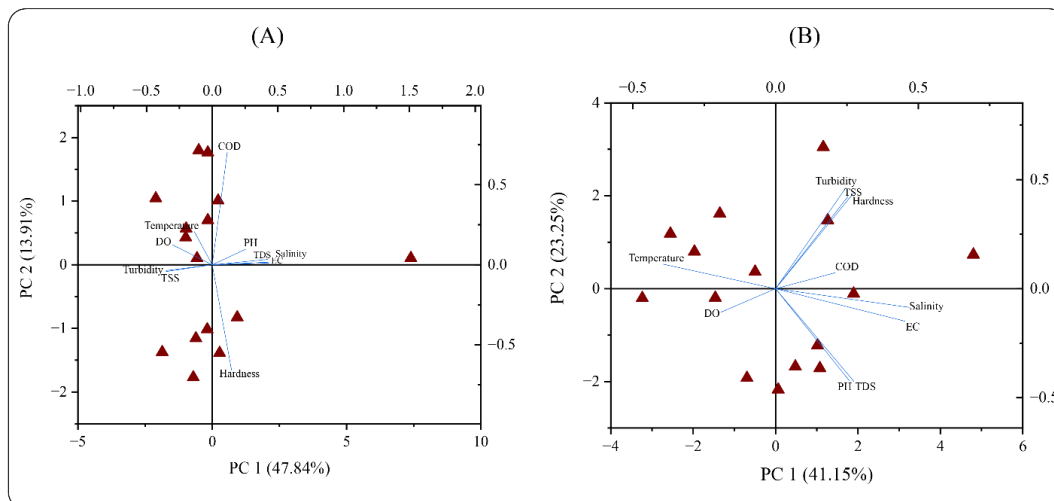 (A)
−1.0 −0.5 0.0 0.5 1.0 1.5 2.0
2
1
0
−1
−2
PC 2 (13.91%)
COD
Temperature
PH
DO
TDS
Salinity
EC
Turbidity
TSS
Hardness
0.5
0.0
−0.5
−5 0 5 10
PC 1 (47.84%)
(B)
−0.5 0.0 0.5
4
2
0
−2
−4
PC 2 (23.25%)
Turbidity
TSS
Hardness
Temperature
COD
Salinity
DO
EC
PH TDS
0.5
0.0
−0.5
−4 −2 0 2 4 6
PC 1 (41.15%)